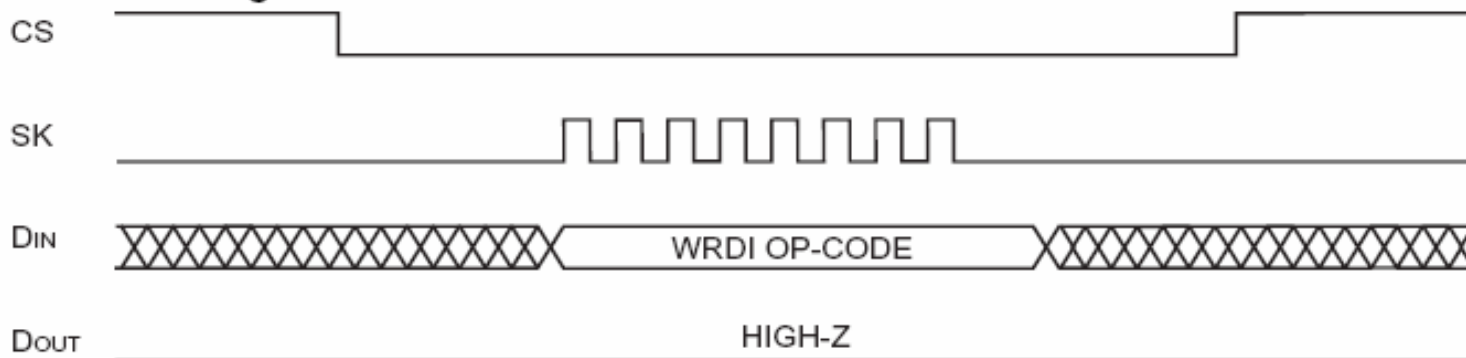 CS
SK
DIN
WRDI OP-CODE
DOUT
HIGH-Z